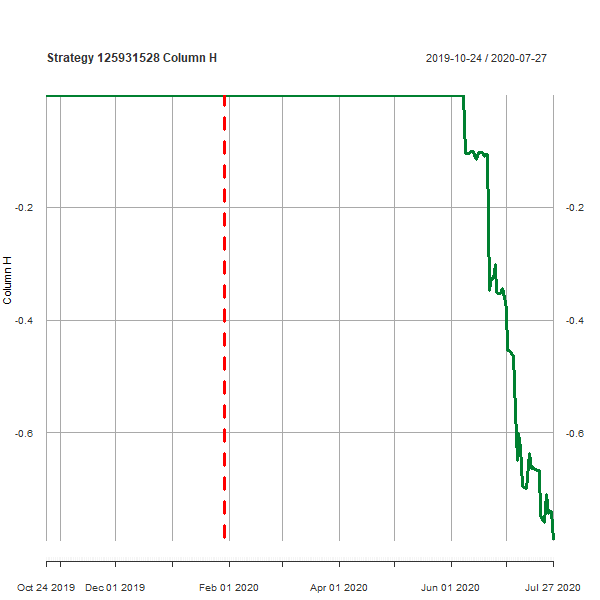 Strategy 125931528 Column H
2019-10-24 / 2020-07-27
-0.2
-0.2
-0.4
-0.4
-0.6
-0.6
Column H
Oct 24 2019
Dec 01 2019
Feb 01 2020
Apr 01 2020
Jun 01 2020
Jul 27 2020